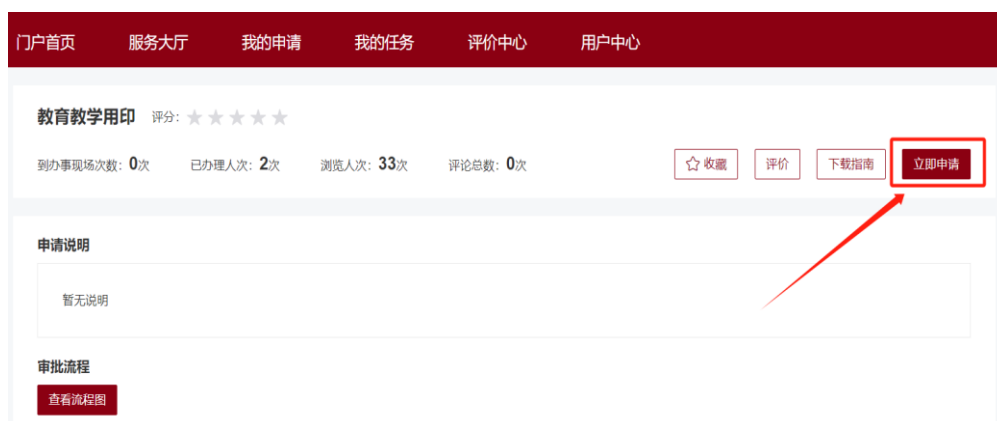 门户首页 服务大厅 我的申请 我的任务 评价中心 用户中心
教育教学用印 评分:
到办事现场次数: 0次 已办理人次: 2次 浏览人次: 33次 评论总数: 0次 收藏 评价 下载指南 立即申请
申请说明
暂无说明
审批流程
查看流程图